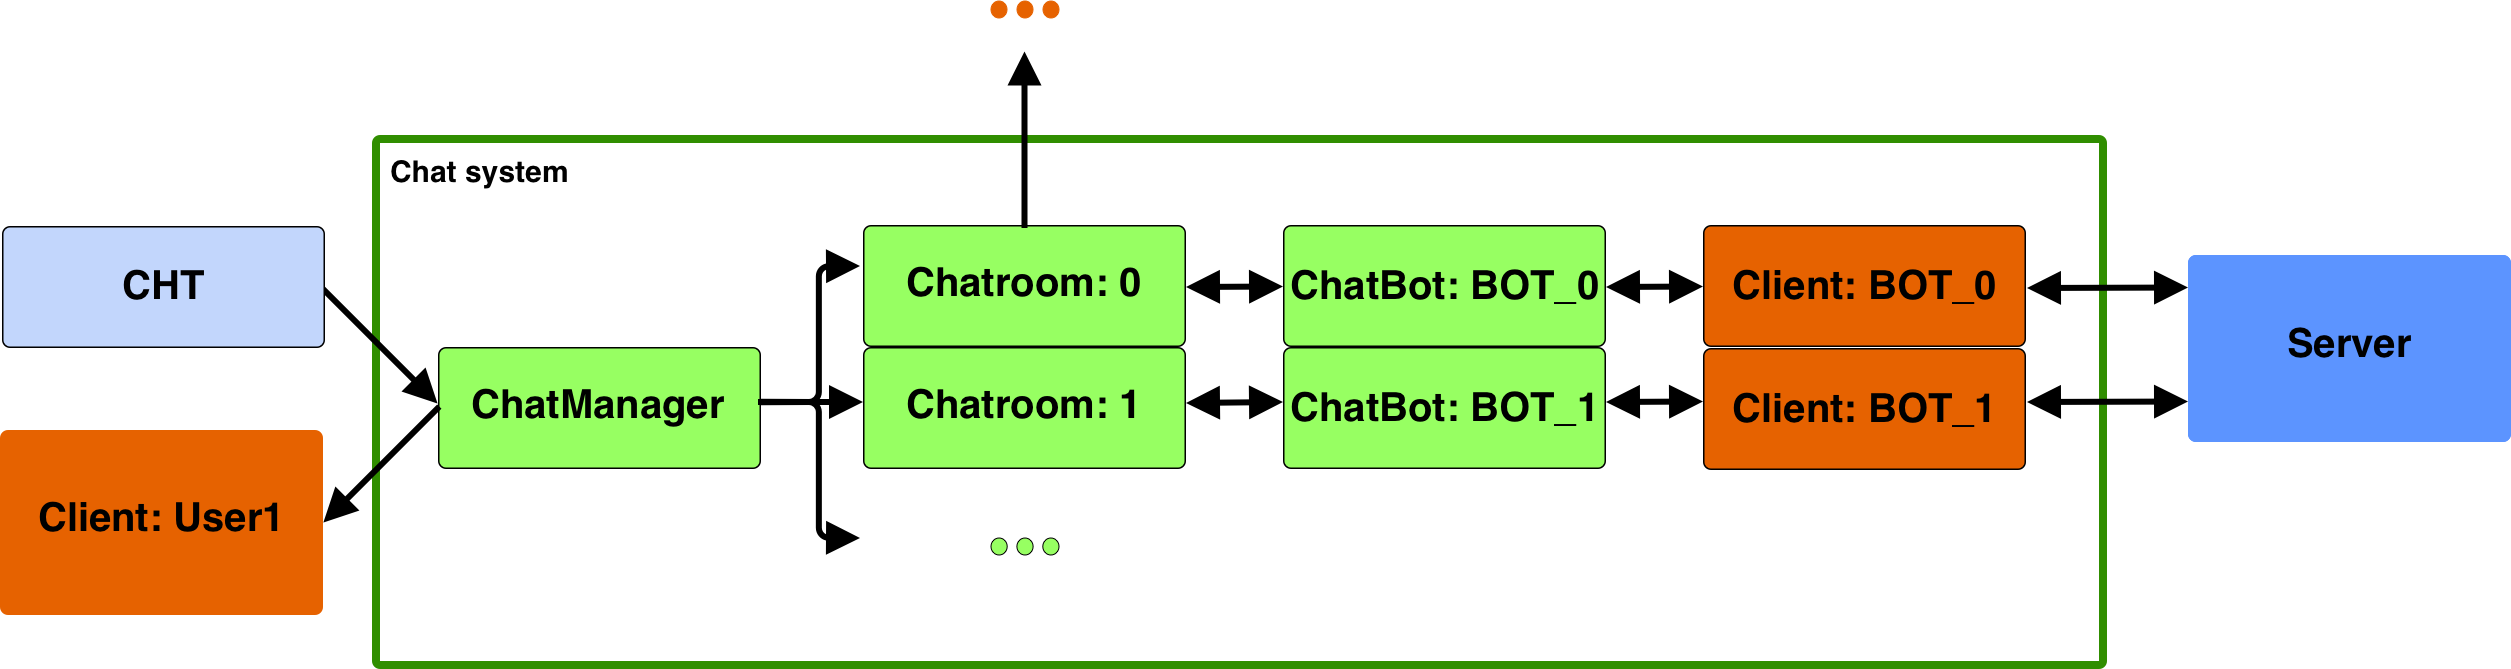 Chat system
CHT
Client: User1
ChatManager
Chatroom: 0
Chatroom: 1
ChatBot: BOT_0
ChatBot: BOT_1
Client: BOT_0
Client: BOT_1
Server